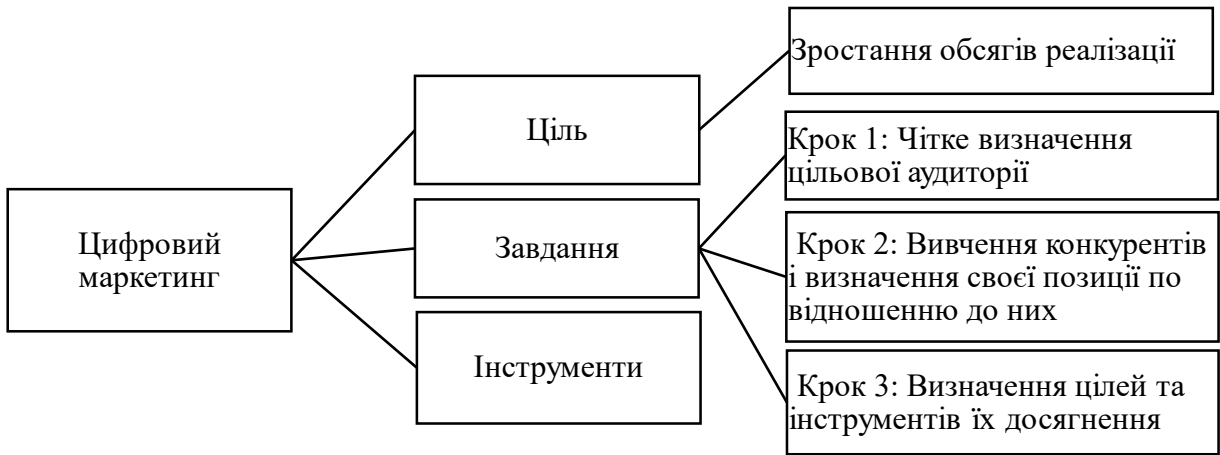 Цифровий
маркетинг
Ціль
Завдання
Інструменти
Зростання обсягів реалізації
Крок 1: Чітке визначення
цільової аудиторії
Крок 2: Вивчення конкурентів
і визначення своєї позиції по
відношенню до них
Крок 3: Визначення цілей та
інструментів їх досягнення